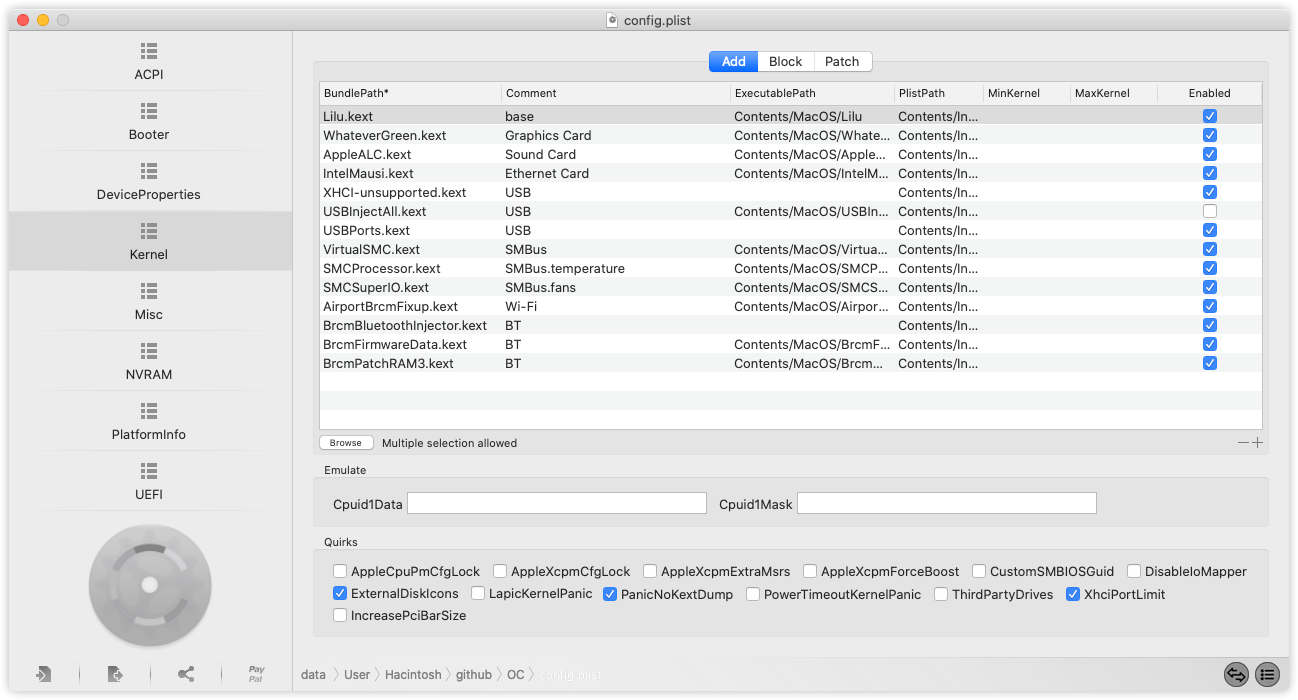 config.plist
ACPI
Booter
DeviceProperties
Kernel
Misc
NVRAM
PlatformInfo
UEFI
Pay
Pal
Add Block Patch
BundlePath* Comment ExecutablePath PlistPath MinKernel MaxKernel Enabled
Lilu.kext base Contents/MacOS/Lilu Contents/In...
WhateverGreen.kext Graphics Card Contents/MacOS/Whate... Contents/In...
AppleALC.kext Sound Card Contents/MacOS/Apple... Contents/In...
IntelMausi.kext Ethernet Card Contents/MacOS/IntelM... Contents/In...
XHCI-unsupported.kext USB Contents/In...
USBInjectAll.kext USB Contents/MacOS/USBIn... Contents/In...
USBPorts.kext USB Contents/In...
VirtualSMC.kext SMBus Contents/MacOS/Virtua... Contents/In...
SMCProcessor.kext SMBus.temperature Contents/MacOS/SMCP... Contents/In...
SMCSuperIO.kext SMBus.fans Contents/MacOS/SMCS... Contents/In...
AirportBrcmFixup.kext Wi-Fi Contents/MacOS/Airpor... Contents/In...
BrcmBluetoothInjector.kext BT Contents/In...
BrcmFirmwareData.kext BT Contents/MacOS/BrcmF... Contents/In...
BrcmPatchRAM3.kext BT Contents/MacOS/Brcm... Contents/In...
Browse Multiple selection allowed
Emulate
Cpuid1Data Cpuid1Mask
Quirks
AppleCpuPmCfgLock AppleXcpmCfgLock AppleXcpmExtraMsrs AppleXcpmForceBoost CustomSMBIOSGuid DisableIoMapper
ExternalDiskIcons LapicKernelPanic PanicNoKextDump PowerTimeoutKernelPanic ThirdPartyDrives XhciPortLimit
IncreasePciBarSize
data User Hacintosh github OC config.plist